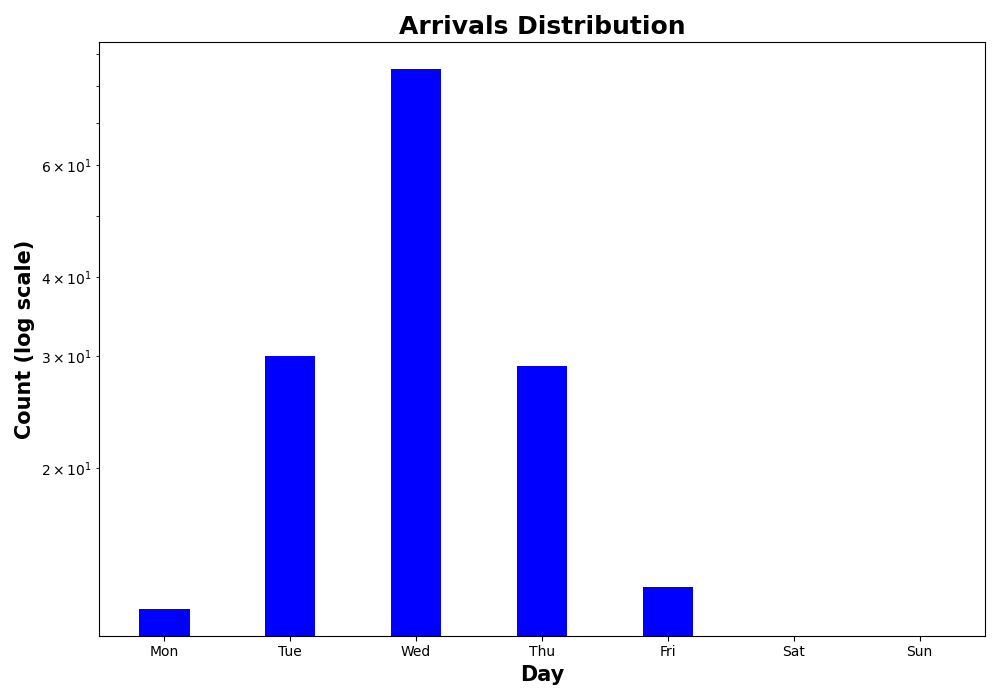 Arrivals Distribution
Count (log scale)
6 × 10¹
4 × 10¹
3 × 10¹
2 × 10¹
Mon Tue Wed Thu Fri Sat Sun
Day